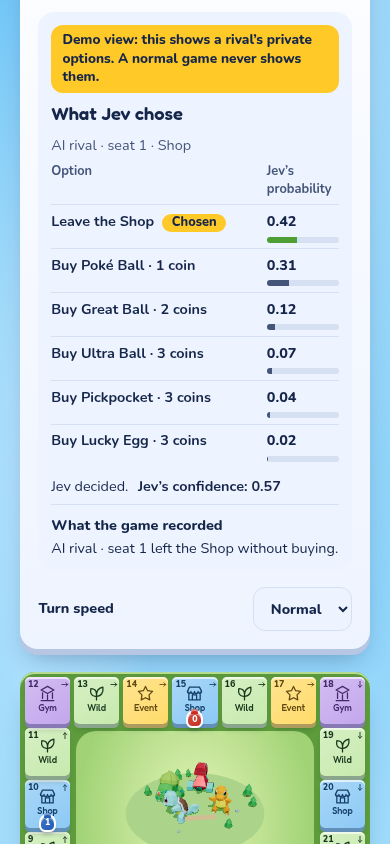 Demo view: this shows a rival's private
options. A normal game never shows
them.
What Jev chose
AI rival · seat 1 · Shop
Option
Jev's
probability
Leave the Shop Chosen 0.42
Buy Poké Ball · 1 coin 0.31
Buy Great Ball · 2 coins 0.12
Buy Ultra Ball · 3 coins 0.07
Buy Pickpocket · 3 coins 0.04
Buy Lucky Egg · 3 coins 0.02
Jev decided. Jev's confidence: 0.57
What the game recorded
AI rival · seat 1 left the Shop without buying.
Turn speed Normal
12 → 13 → 14 → 15 → 16 → 17 → 18 ↓
Gym Wild Event Shop Wild Event Gym
0
11 ↑ 19 ↓
Wild Wild
10 ↑ 20 ↓
Shop Shop
1
9 ↑ 21 ↓